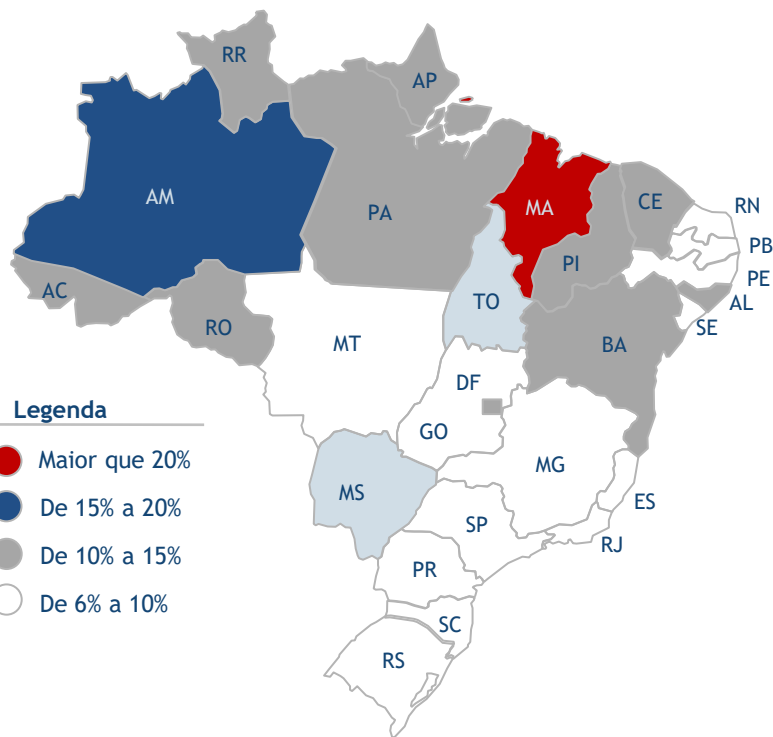 RR
AP
AM
PA
MA
CE
RN
PB
PE
AL
SE
PI
AC
RO
TO
BA
MT
DF
GO
MG
MS
ES
SP
RJ
PR
SC
RS
Legenda
Maior que 20%
De 15% a 20%
De 10% a 15%
De 6% a 10%